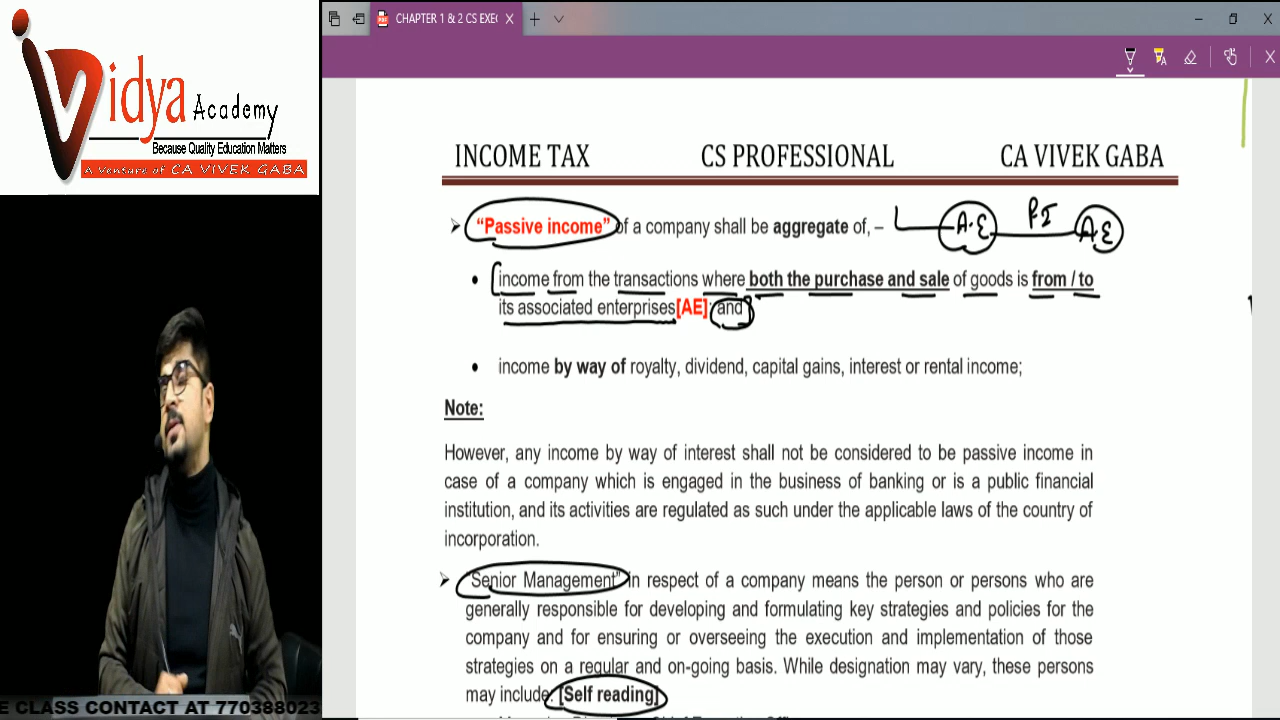 CHAPTER 1 & 2 CS EXEC
Vidya
Academy
Because Quality Education Matters
A Venture of CA VIVEK GABA
INCOME TAX CS PROFESSIONAL CA VIVEK GABA
➢ “Passive income” of a company shall be aggregate of, – A.E P.I A.E
• income from the transactions where both the purchase and sale of goods is from / to
its associated enterprises[AE]; and
• income by way of royalty, dividend, capital gains, interest or rental income;
Note:
However, any income by way of interest shall not be considered to be passive income in
case of a company which is engaged in the business of banking or is a public financial
institution, and its activities are regulated as such under the applicable laws of the country of
incorporation.
➢ “Senior Management” in respect of a company means the person or persons who are
generally responsible for developing and formulating key strategies and policies for the
company and for ensuring or overseeing the execution and implementation of those
strategies on a regular and on-going basis. While designation may vary, these persons
may include: [Self reading]
E CLASS CONTACT AT 770388023